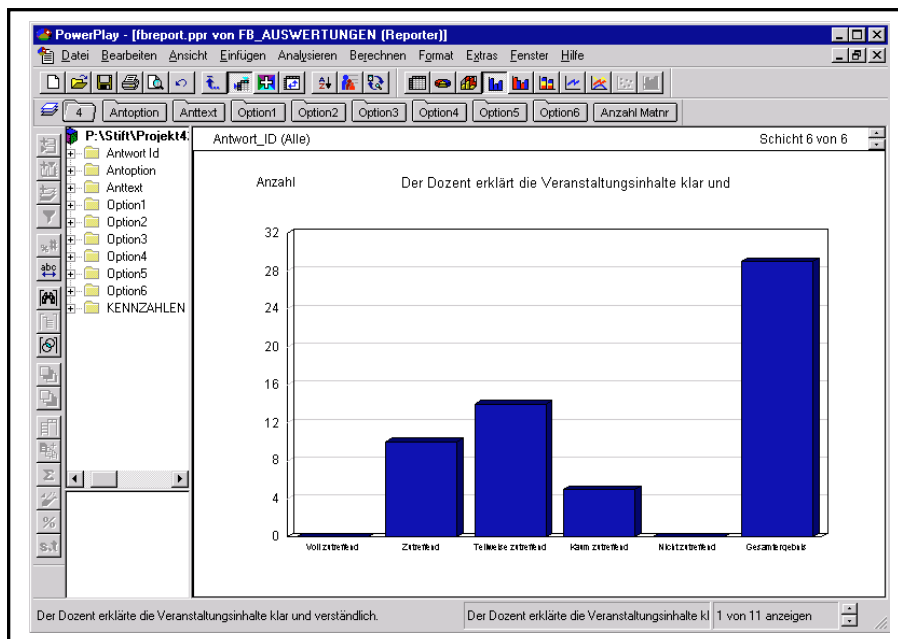 PowerPlay - [fbreport.ppr von FB_AUSWERTUNGEN (Reporter)]
Datei Bearbeiten Ansicht Einfügen Analysieren Berechnen Format Extras Fenster Hilfe
4 Antoption Anttext Option1 Option2 Option3 Option4 Option5 Option6 Anzahl Matnr
P:\Stift\Projekt4
Antwort Id
Antoption
Anttext
Option1
Option2
Option3
Option4
Option5
Option6
KENNZAHLEN
Antwort_ID (Alle) Schicht 6 von 6
Anzahl Der Dozent erklärt die Veranstaltungsinhalte klar und
32
28
24
20
16
12
8
4
0
Voll zutreffend Zutreffend Teilweise zutreffend Kaum zutreffend Nicht zutreffend Gesamtergebnis
abc
%
s.t
Der Dozent erklärte die Veranstaltungsinhalte klar und verständlich. Der Dozent erklärte die Veranstaltungsinhalte kl 1 von 11 anzeigen